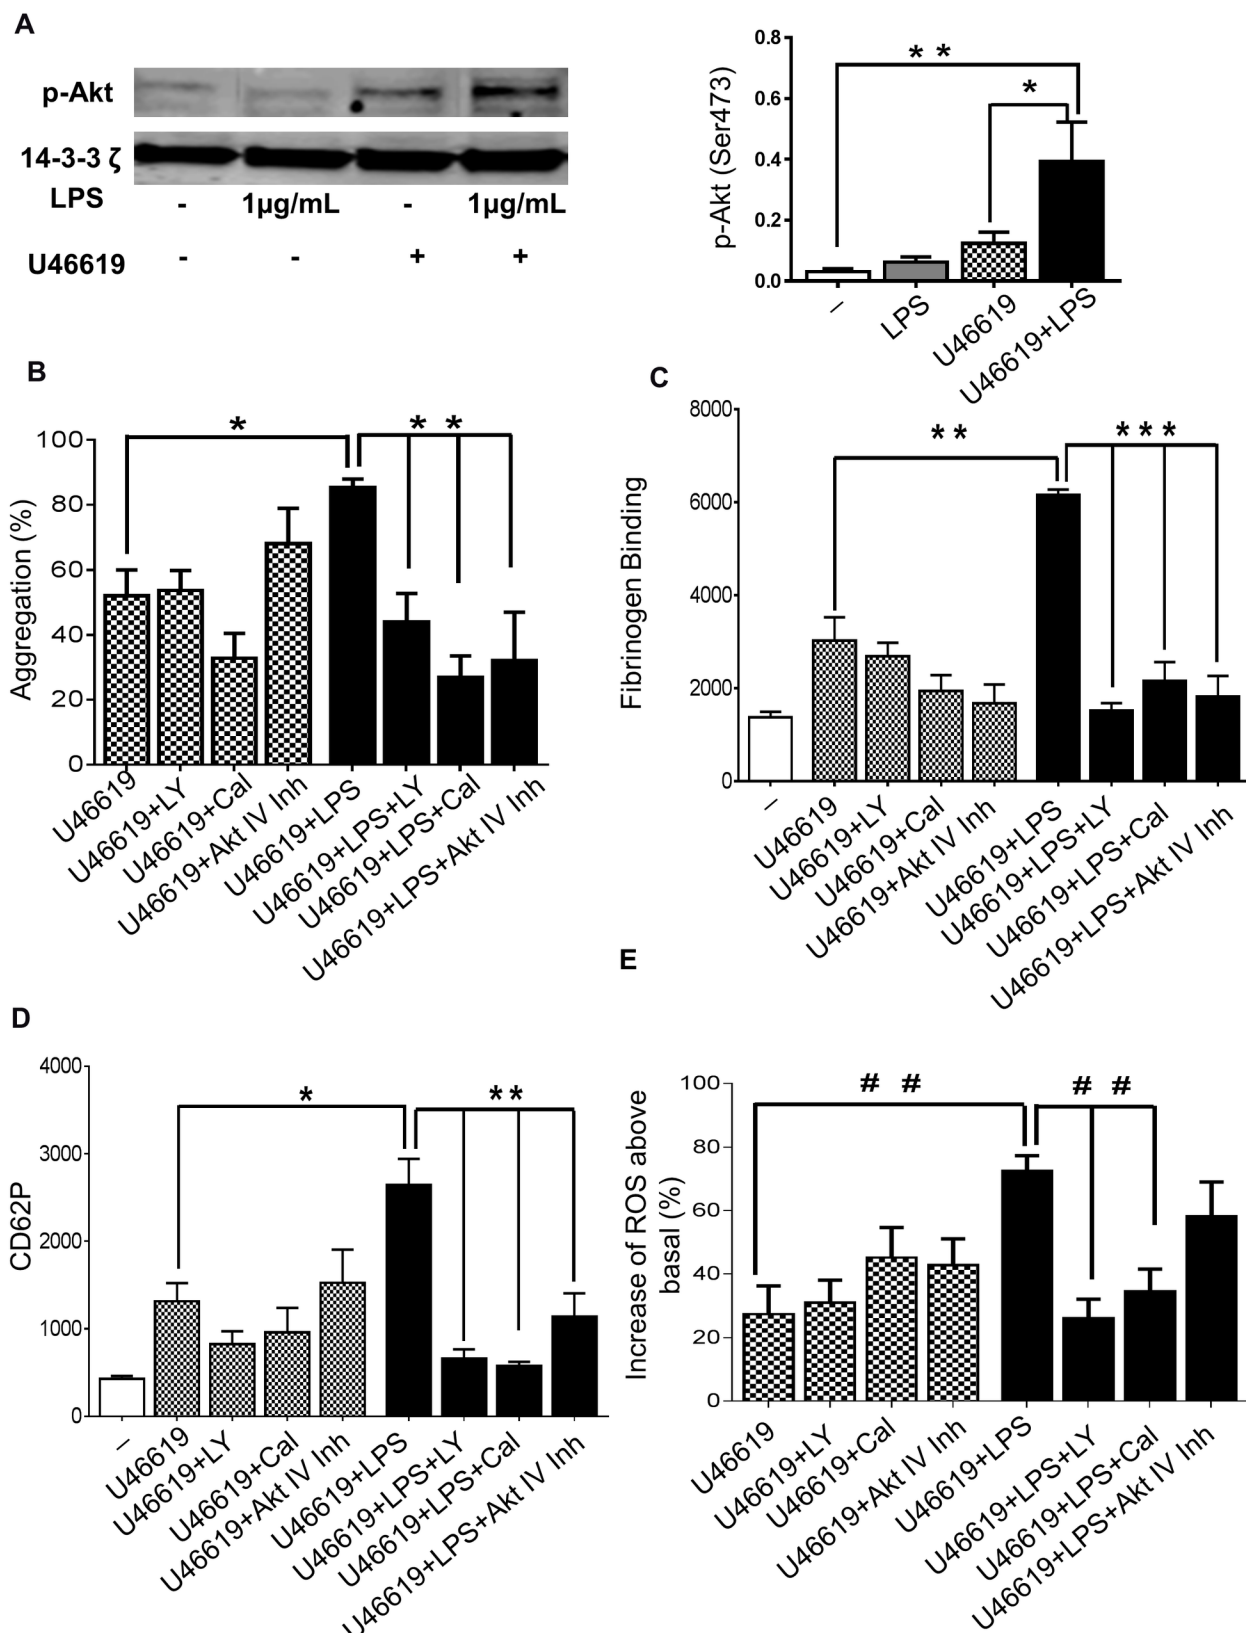 A
p-Akt
14-3-3 ζ
LPS - 1µg/mL - 1µg/mL
U46619 - - + +
p-Akt (Ser473)
0.8
0.6
0.4
0.2
0.0
* *
*
–
LPS
U46619
U46619+LPS
B
Aggregation (%)
100
80
60
40
20
0
*
* *
U46619
U46619+LY
U46619+Cal
U46619+Akt IV Inh
U46619+LPS
U46619+LPS+LY
U46619+LPS+Cal
U46619+LPS+Akt IV Inh
C
Fibrinogen Binding
8000
6000
4000
2000
0
* *
* * *
–
U46619
U46619+LY
U46619+Cal
U46619+Akt IV Inh
U46619+LPS
U46619+LPS+LY
U46619+LPS+Cal
U46619+LPS+Akt IV Inh
D
CD62P
4000
3000
2000
1000
0
*
* *
–
U46619
U46619+LY
U46619+Cal
U46619+Akt IV Inh
U46619+LPS
U46619+LPS+LY
U46619+LPS+Cal
U46619+LPS+Akt IV Inh
E
Increase of ROS above
basal (%)
100
80
60
40
20
0
# #
# #
U46619
U46619+LY
U46619+Cal
U46619+Akt IV Inh
U46619+LPS
U46619+LPS+LY
U46619+LPS+Cal
U46619+LPS+Akt IV Inh